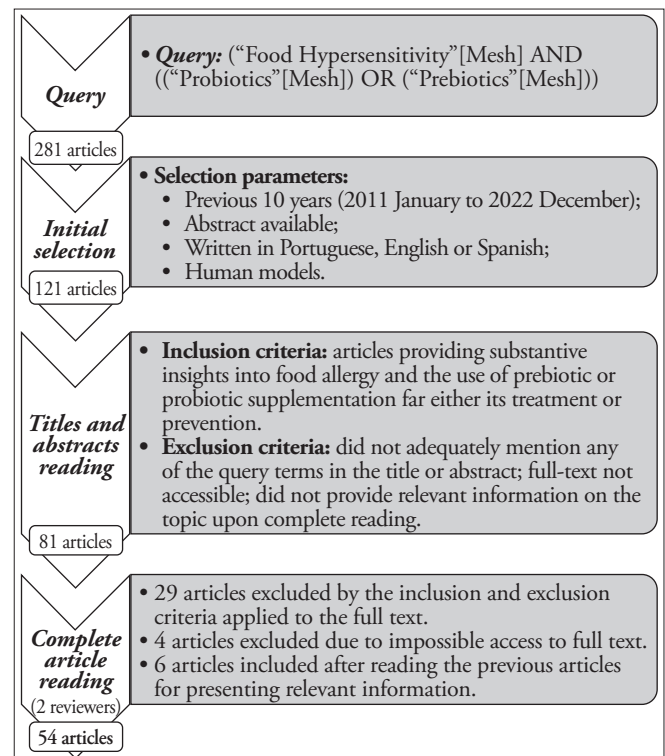 Query
• Query: ("Food Hypersensitivity"[Mesh] AND
(("Probiotics"[Mesh]) OR ("Prebiotics"[Mesh]))
281 articles
Initial
selection
• Selection parameters:
• Previous 10 years (2011 January to 2022 December);
• Abstract available;
• Written in Portuguese, English or Spanish;
• Human models.
121 articles
Titles and
abstracts
reading
• Inclusion criteria: articles providing substantive
insights into food allergy and the use of prebiotic or
probiotic supplementation far either its treatment or
prevention.
• Exclusion criteria: did not adequately mention any
of the query terms in the title or abstract; full-text not
accessible; did not provide relevant information on the
topic upon complete reading.
81 articles
Complete
article
reading
(2 reviewers)
• 29 articles excluded by the inclusion and exclusion
criteria applied to the full text.
• 4 articles excluded due to impossible access to full text.
• 6 articles included after reading the previous articles
for presenting relevant information.
54 articles